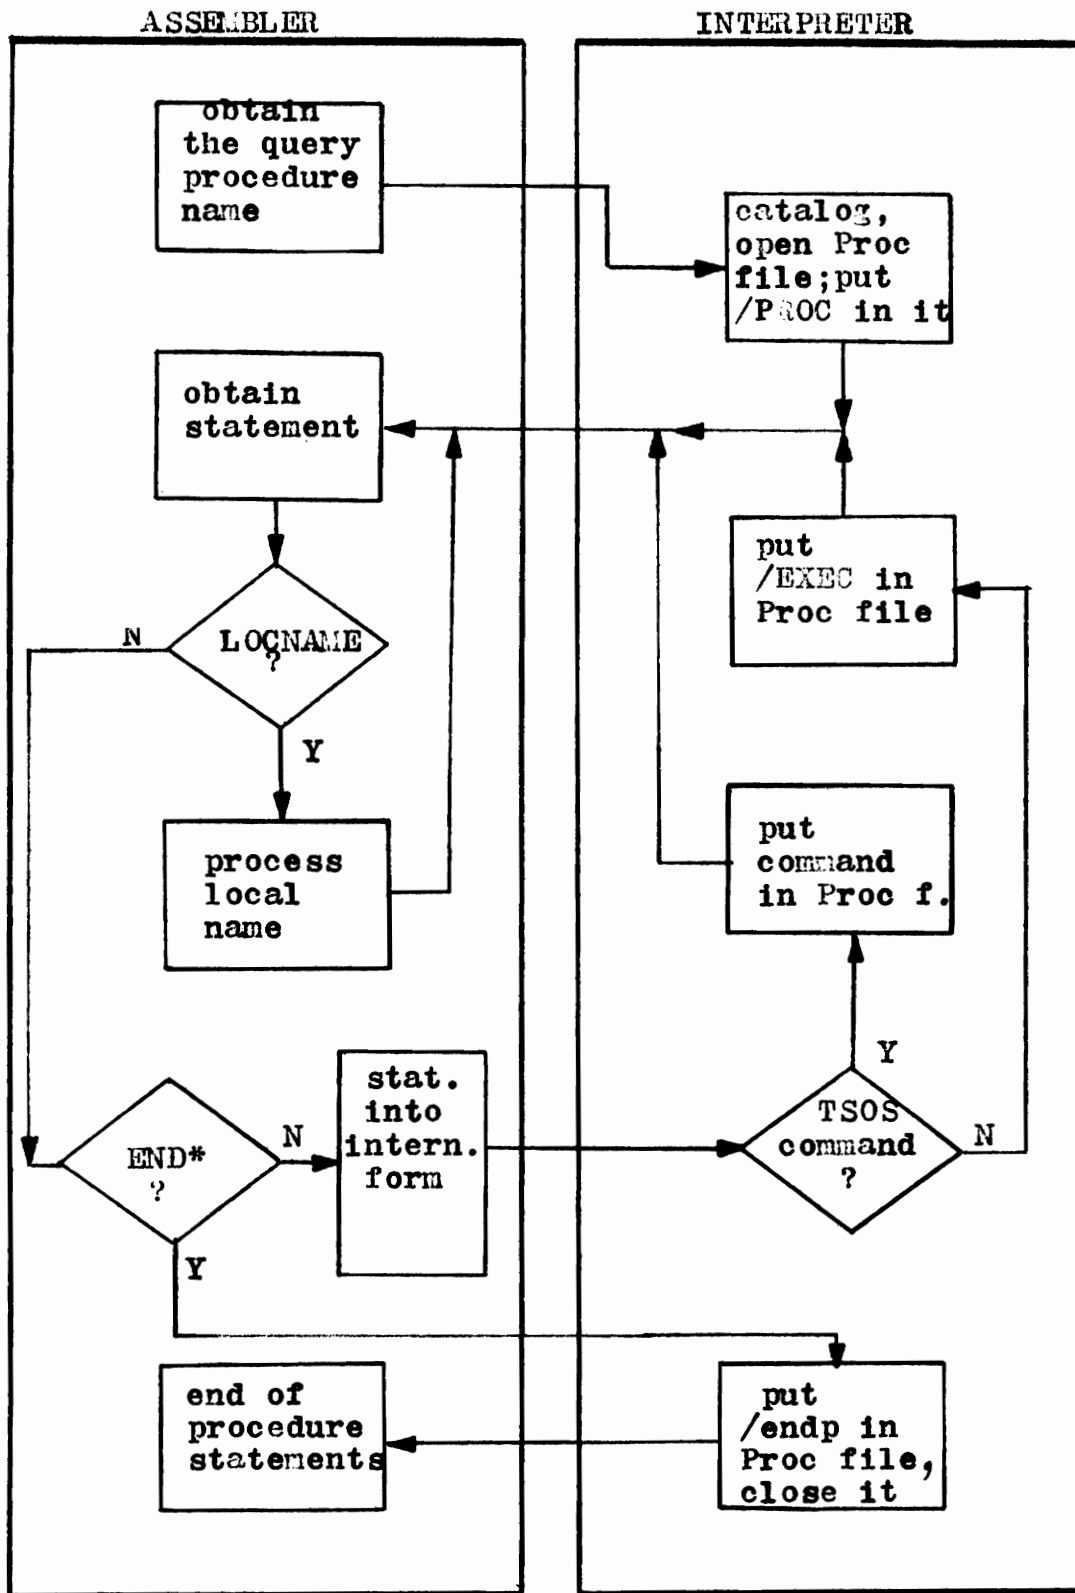 ASSEMBLER
INTERPRETER
obtain
the query
procedure
name
catalog,
open Proc
file;put
/PROC in it
obtain
statement
put
/EXEC in
Proc file
LOCNAME
?
N
Y
process
local
name
put
command
in Proc f.
Y
stat.
into
intern.
form
END*
?
N
Y
TSOS
command
?
N
end of
procedure
statements
put
/endp in
Proc file,
close it